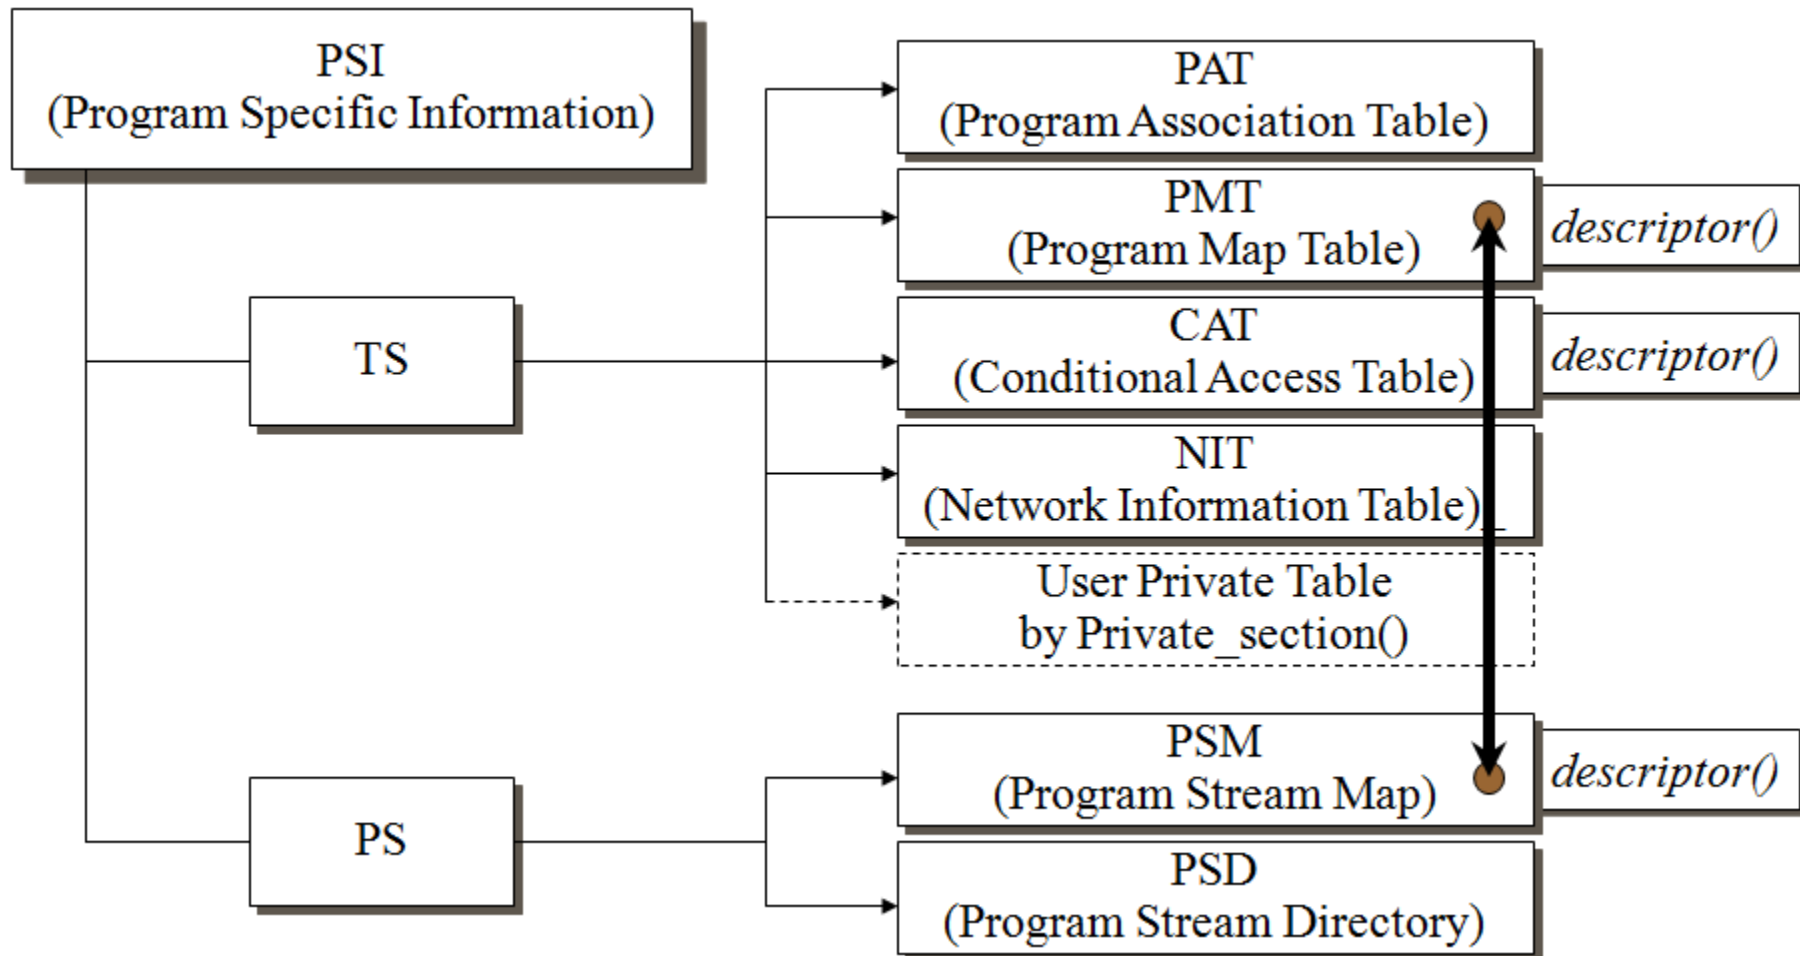 PSI
(Program Specific Information)
PAT
(Program Association Table)
PMT
(Program Map Table)
descriptor()
CAT
(Conditional Access Table)
descriptor()
TS
NIT
(Network Information Table)_
User Private Table
by Private_section()
PSM
(Program Stream Map)
descriptor()
PS
PSD
(Program Stream Directory)